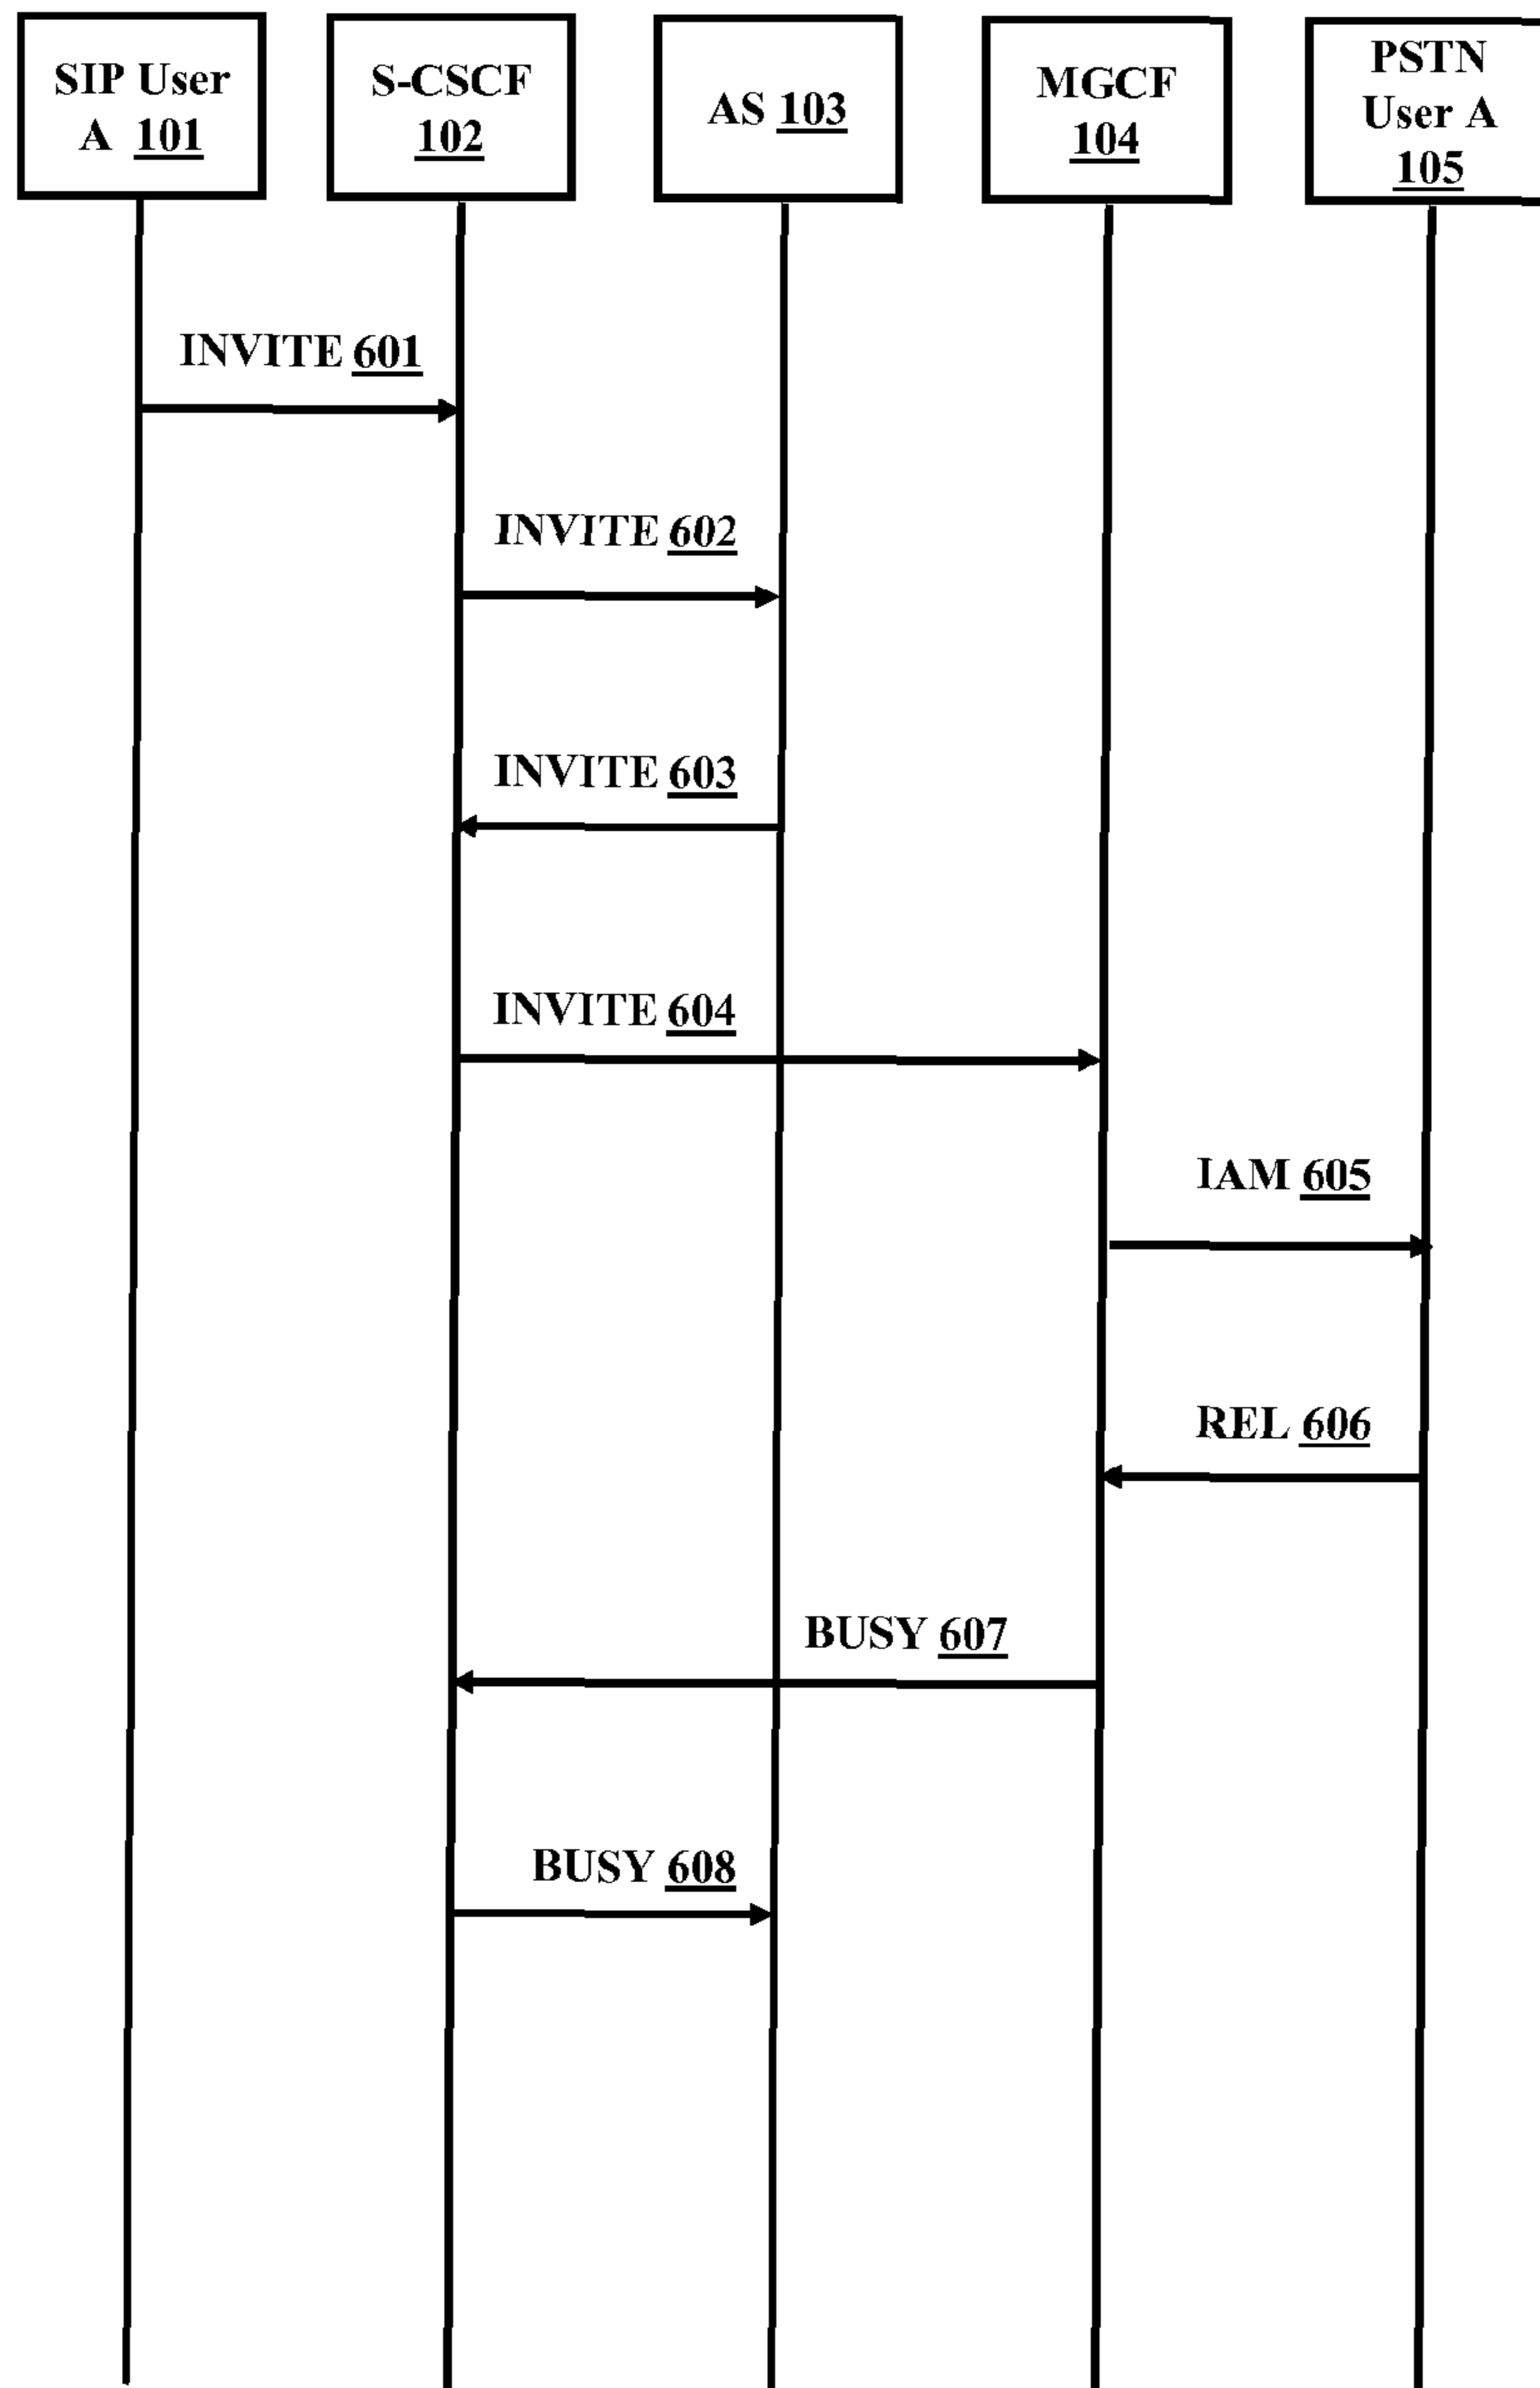 SIP User
A 101
S-CSCF
102
AS 103
MGCF
104
PSTN
User A
105
INVITE 601
INVITE 602
INVITE 603
INVITE 604
IAM 605
REL 606
BUSY 607
BUSY 608